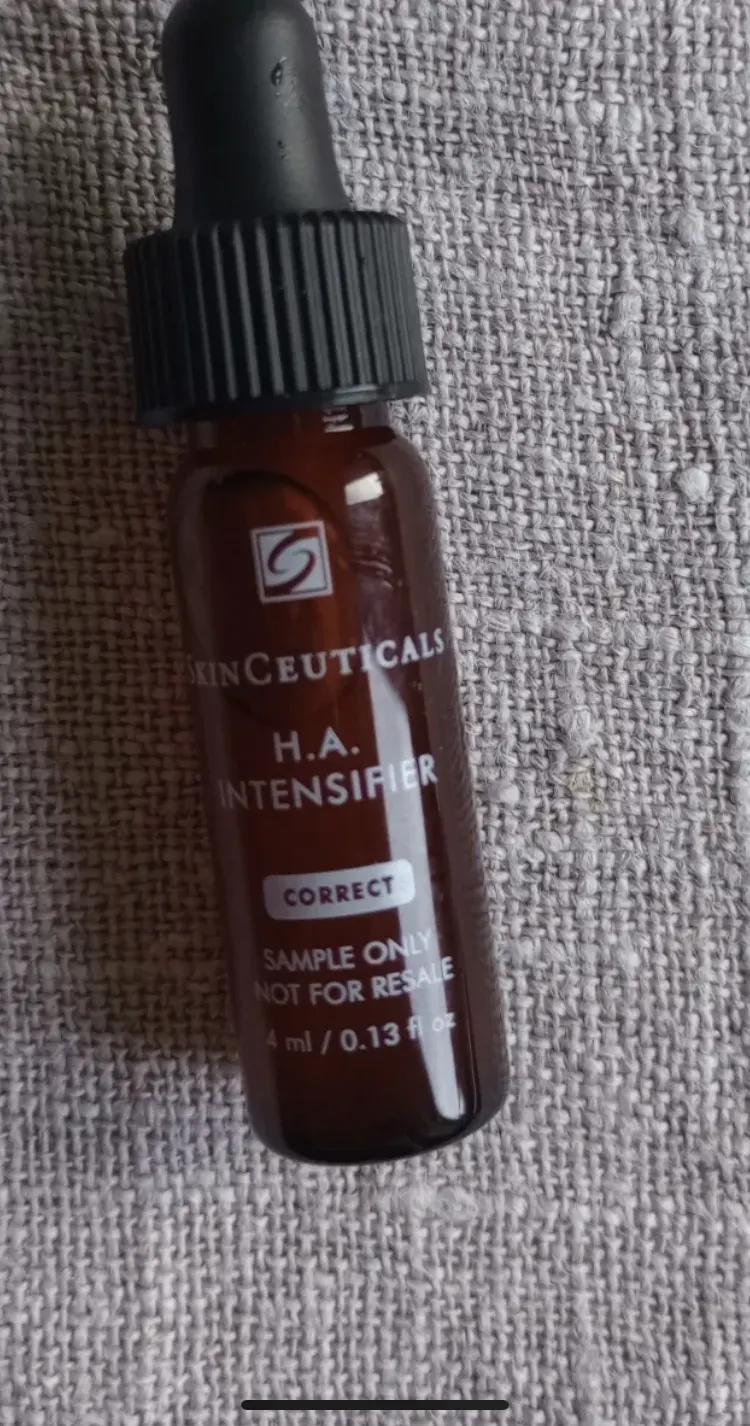 SKINCEUTICALS
H.A.
INTENSIFIER
CORRECT
SAMPLE ONLY
NOT FOR RESALE
4 ml / 0.13 fl oz